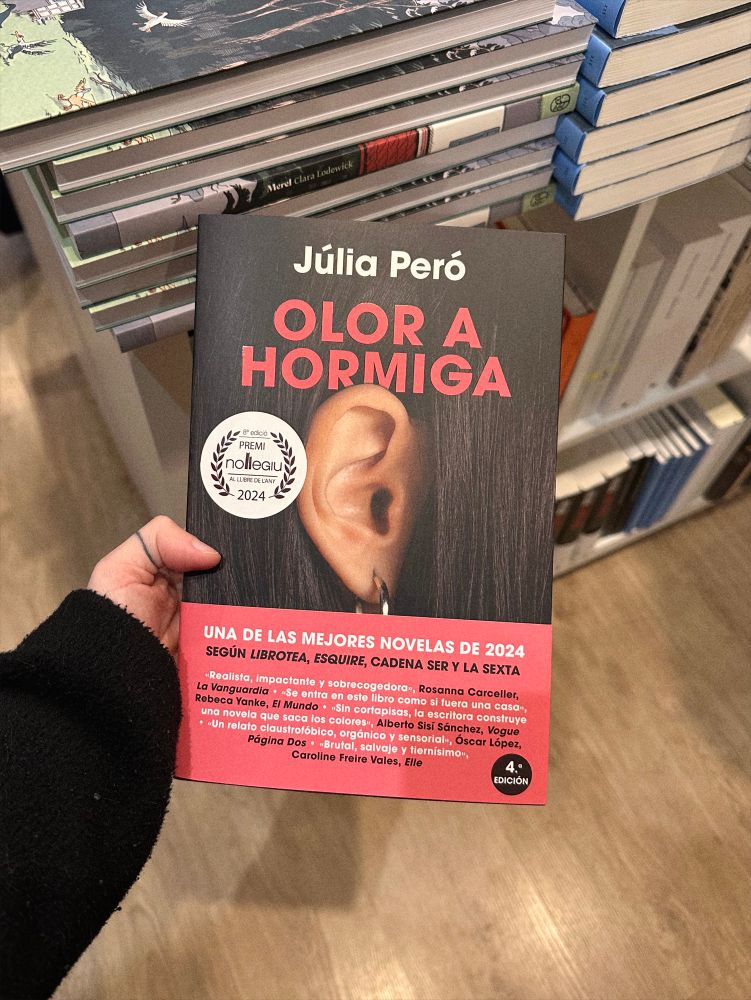 Merel Clara Lodewick
Júlia Peró
OLOR A
HORMIGA
8ª edició
PREMI
nollegiu
AL LLIBRE DE L'ANY
2024
UNA DE LAS MEJORES NOVELAS DE 2024
SEGÚN LIBROTEA, ESQUIRE, CADENA SER Y LA SEXTA
«Realista, impactante y sobrecogedora», Rosanna Carceller,
La Vanguardia • «Se entra en este libro como si fuera una casa»,
Rebeca Yanke, El Mundo • «Sin cortapisas, la escritora construye
una novela que saca los colores», Alberto Sisí Sánchez, Vogue
• «Un relato claustrofóbico, orgánico y sensorial», Óscar López,
Página Dos • «Brutal, salvaje y tiernísimo»,
Caroline Freire Vales, Elle
4.ª
EDICIÓN